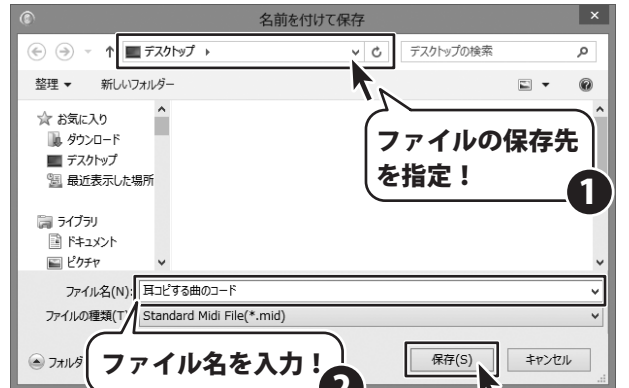 名前を付けて保存
×
デスクトップ
デスクトップの検索
整理
新しいフォルダー
お気に入り
ダウンロード
デスクトップ
最近表示した場所
ライブラリ
ドキュメント
ピクチャ
ファイルの保存先
を指定！
1
ファイル名(N):
耳コピする曲のコード
ファイルの種類(T
Standard Midi File(*.mid)
フォルダ
ファイル名を入力！
2
保存(S)
キャンセル